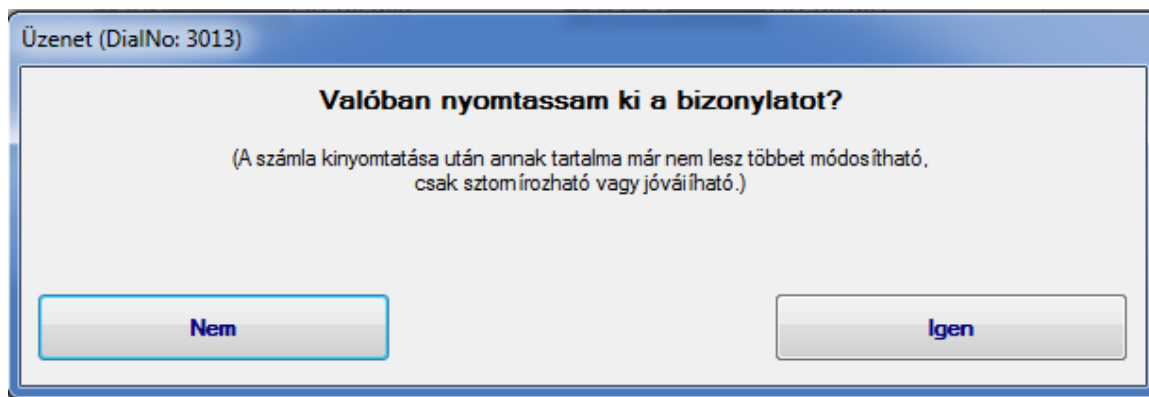 Üzenet (DialNo: 3013)
Valóban nyomtassam ki a bizonylatot?
(A számla kinyomtatása után annak tartalma már nem lesz többet módosítható,
csak sztornírozható vagy jóváiíható.)
Nem
Igen